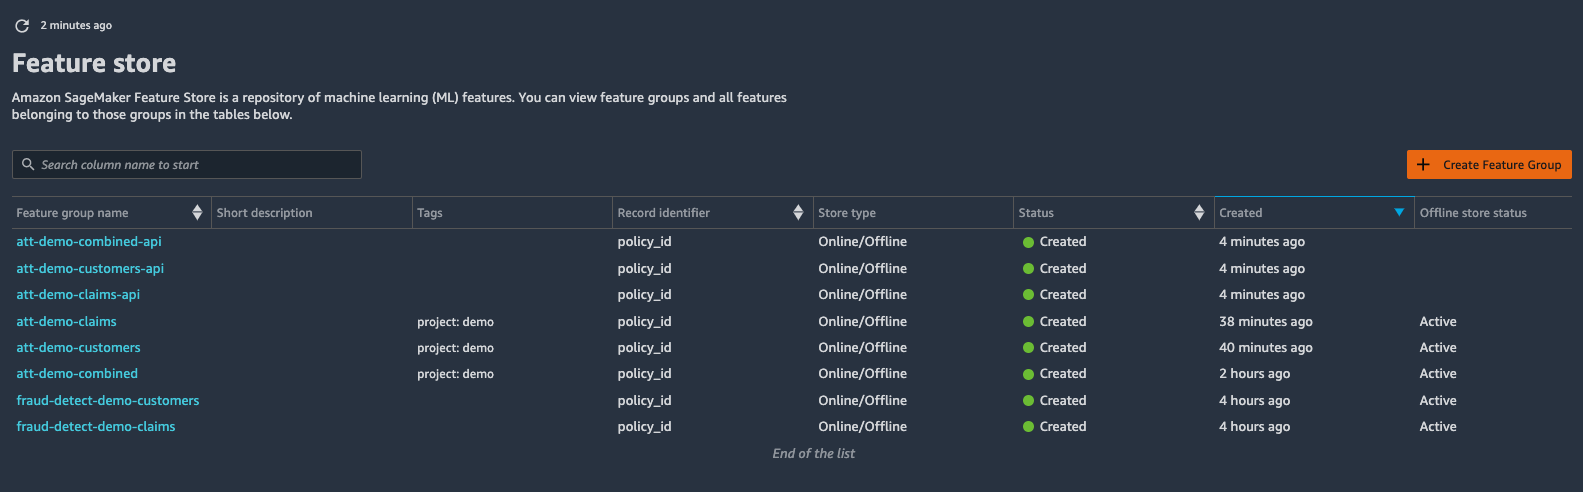 2 minutes ago
Feature store
Amazon SageMaker Feature Store is a repository of machine learning (ML) features. You can view feature groups and all features
belonging to those groups in the tables below.
Search column name to start
Create Feature Group
Feature group name Short description Tags Record identifier Store type Status Created Offline store status
att-demo-combined-api policy_id Online/Offline Created 4 minutes ago
att-demo-customers-api policy_id Online/Offline Created 4 minutes ago
att-demo-claims-api policy_id Online/Offline Created 4 minutes ago
att-demo-claims project: demo policy_id Online/Offline Created 38 minutes ago Active
att-demo-customers project: demo policy_id Online/Offline Created 40 minutes ago Active
att-demo-combined project: demo policy_id Online/Offline Created 2 hours ago Active
fraud-detect-demo-customers policy_id Online/Offline Created 4 hours ago Active
fraud-detect-demo-claims policy_id Online/Offline Created 4 hours ago Active
End of the list